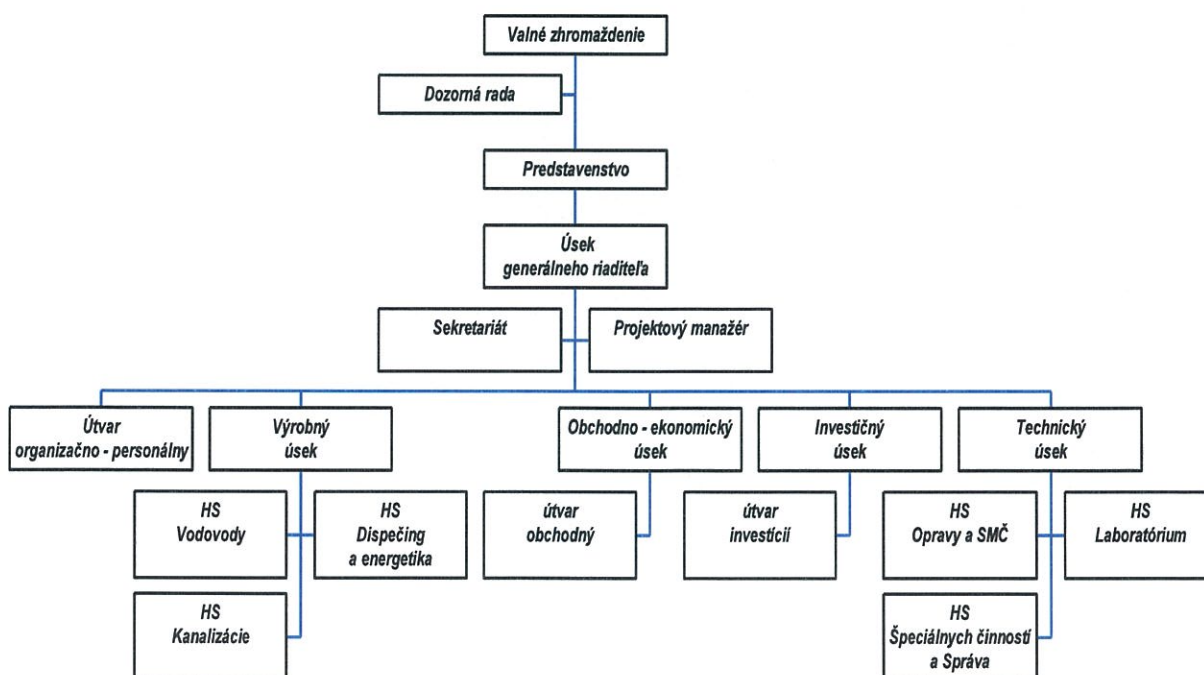 Valné zhromaždenie
Dozorná rada
Predstavenstvo
Úsek
generálneho riaditeľa
Sekretariát
Projektový manažér
Útvar
organizačno - personálny
Výrobný
úsek
Obchodno - ekonomický
úsek
Investičný
úsek
Technický
úsek
HS
Vodovody
HS
Dispečing
a energetika
útvar
obchodný
útvar
investícií
HS
Opravy a SMČ
HS
Laboratórium
HS
Kanalizácie
HS
Špeciálnych činností
a Správa